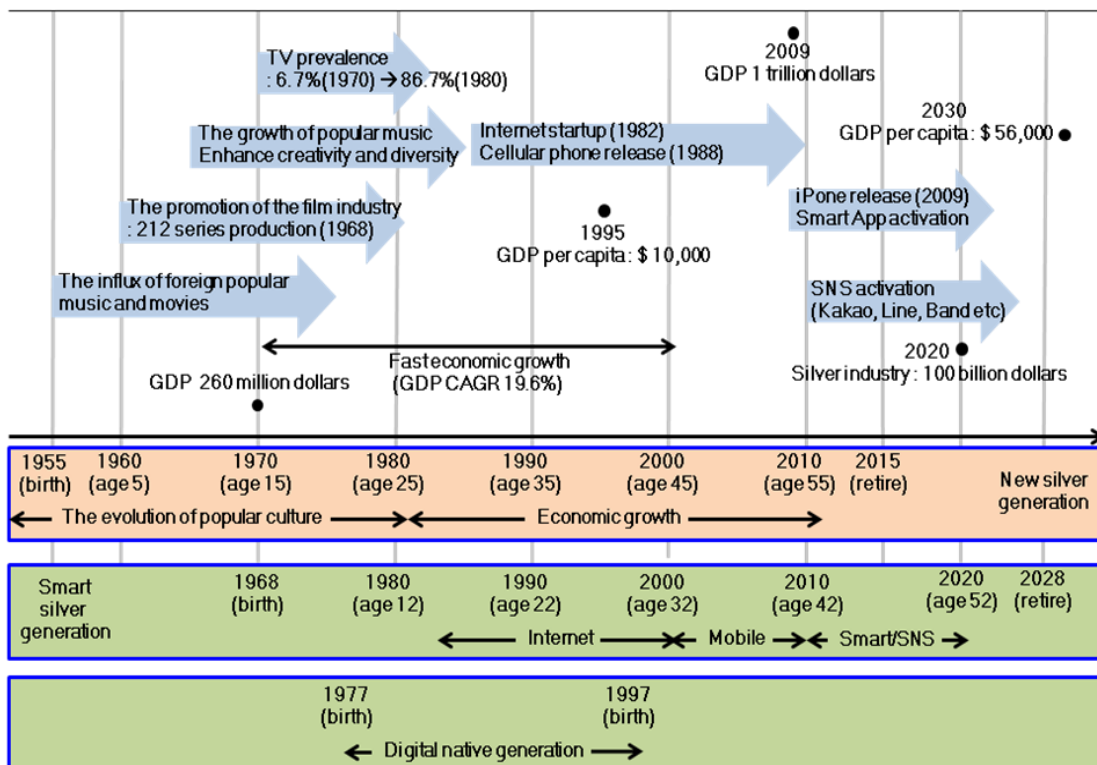 TV prevalence
: 6.7%(1970) → 86.7%(1980)
2009
GDP 1 trillion dollars
The growth of popular music
Enhance creativity and diversity
Internet startup (1982)
Cellular phone release (1988)
2030
GDP per capita : $ 56,000
The promotion of the film industry
: 212 series production (1968)
1995
GDP per capita : $ 10,000
iPone release (2009)
Smart App activation
The influx of foreign popular
music and movies
SNS activation
(Kakao, Line, Band etc)
Fast economic growth
(GDP CAGR 19.6%)
GDP 260 million dollars
2020
Silver industry : 100 billion dollars
1955
(birth)
1960
(age 5)
1970
(age 15)
1980
(age 25)
1990
(age 35)
2000
(age 45)
2010
(age 55)
2015
(retire)
New silver
generation
The evolution of popular culture
Economic growth
Smart
silver
generation
1968
(birth)
1980
(age 12)
1990
(age 22)
2000
(age 32)
2010
(age 42)
2020
(age 52)
2028
(retire)
Internet
Mobile
Smart/SNS
1977
(birth)
1997
(birth)
Digital native generation